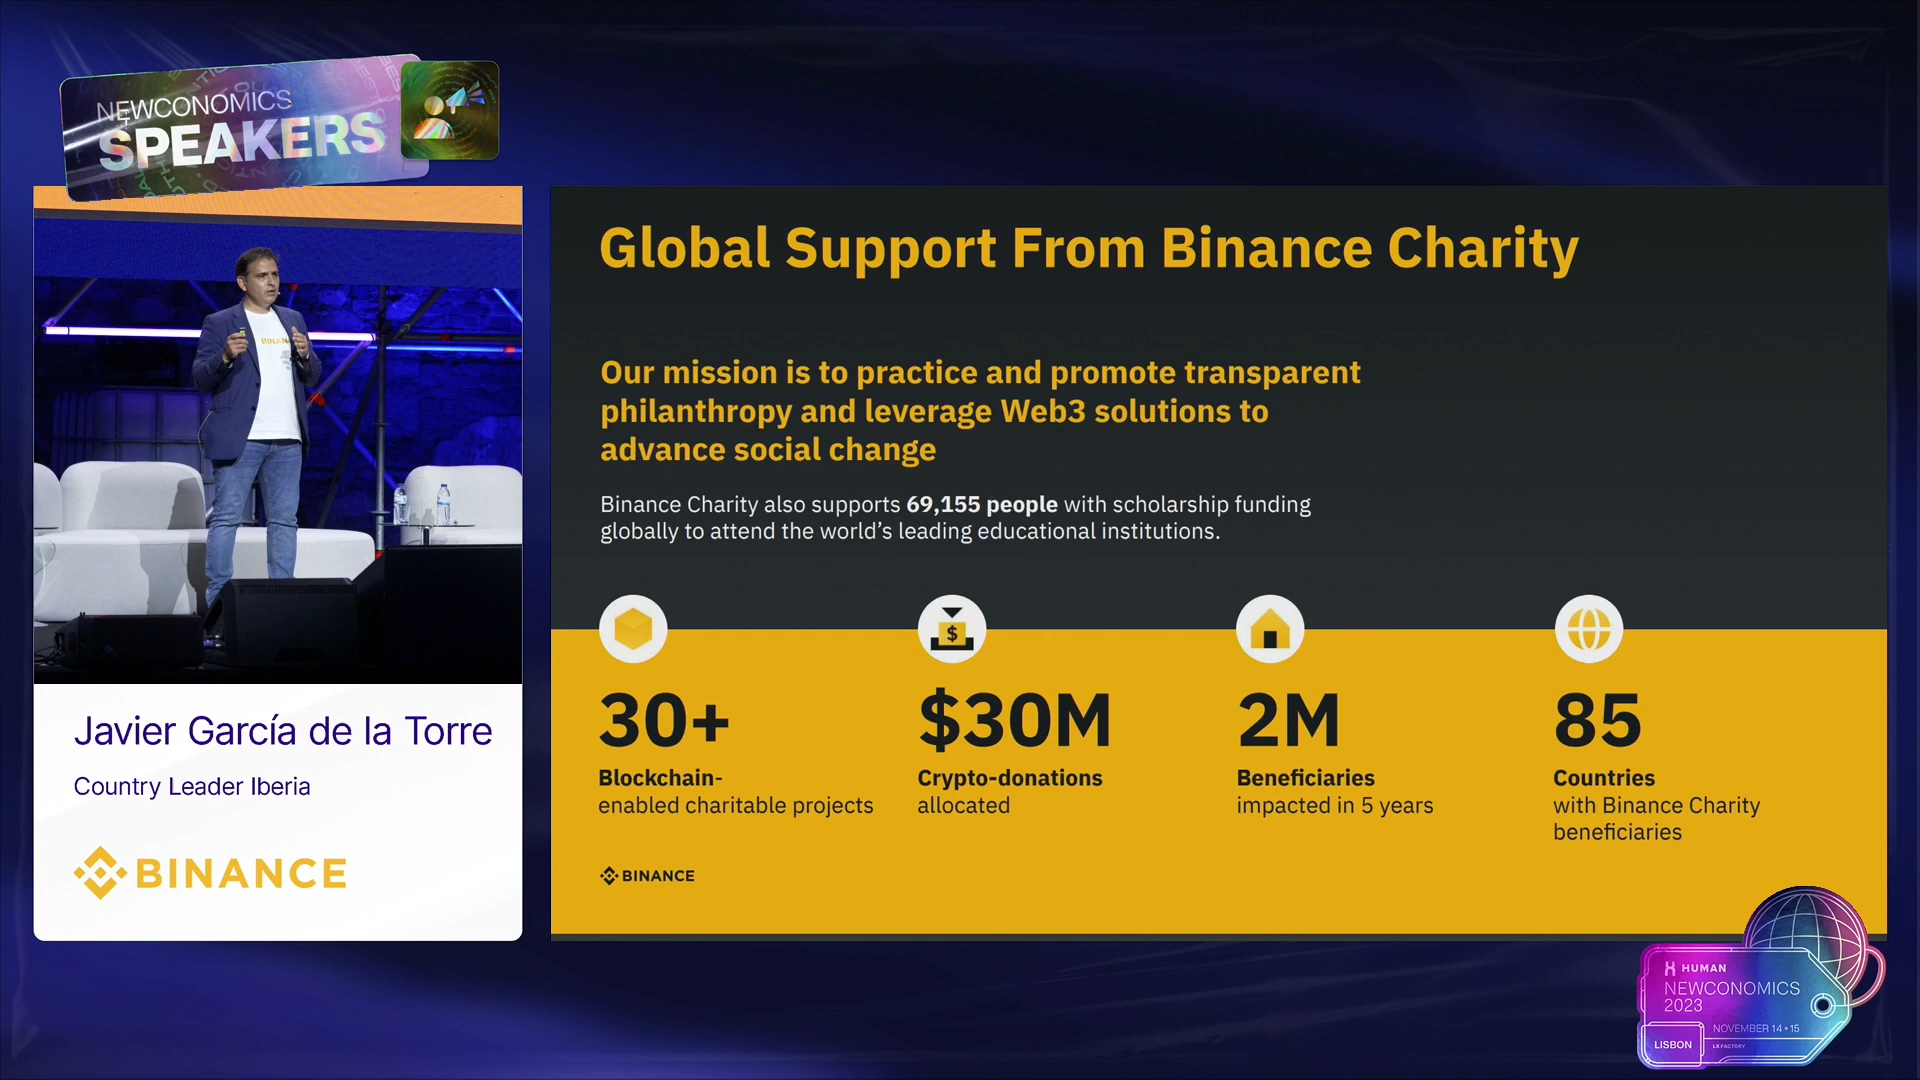 NEWCONOMICS
SPEAKERS
BINANCE
Javier García de la Torre
Country Leader Iberia
BINANCE
Global Support From Binance Charity
Our mission is to practice and promote transparent
philanthropy and leverage Web3 solutions to
advance social change
Binance Charity also supports 69,155 people with scholarship funding
globally to attend the world’s leading educational institutions.
$
30+
Blockchain-
enabled charitable projects
$30M
Crypto-donations
allocated
2M
Beneficiaries
impacted in 5 years
85
Countries
with Binance Charity
beneficiaries
BINANCE
HUMAN
NEWCONOMICS
2023
NOVEMBER 14+15
LISBON
LX FACTORY